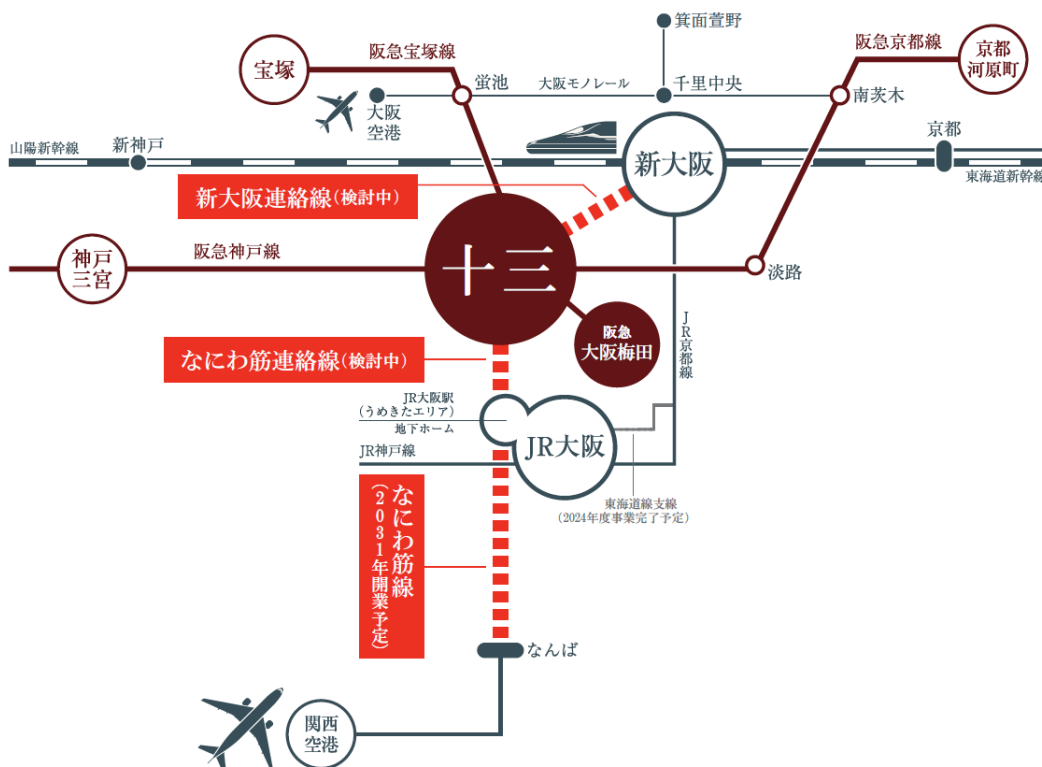 箕面萱野
阪急宝塚線
阪急京都線
宝塚
京都
河原町
蛍池
大阪モノレール
千里中央
南茨木
大阪
空港
京都
山陽新幹線
新神戸
新大阪
東海道新幹線
新大阪連絡線(検討中)
阪急神戸線
神戸
三宮
十三
淡路
阪急
大阪梅田
JR京都線
なにわ筋連絡線(検討中)
JR大阪駅
(うめきたエリア)
地下ホーム
JR神戸線
JR大阪
東海道線支線
(2024年度事業完了予定)
なにわ筋線
(2031年開業予定)
なんば
関西
空港